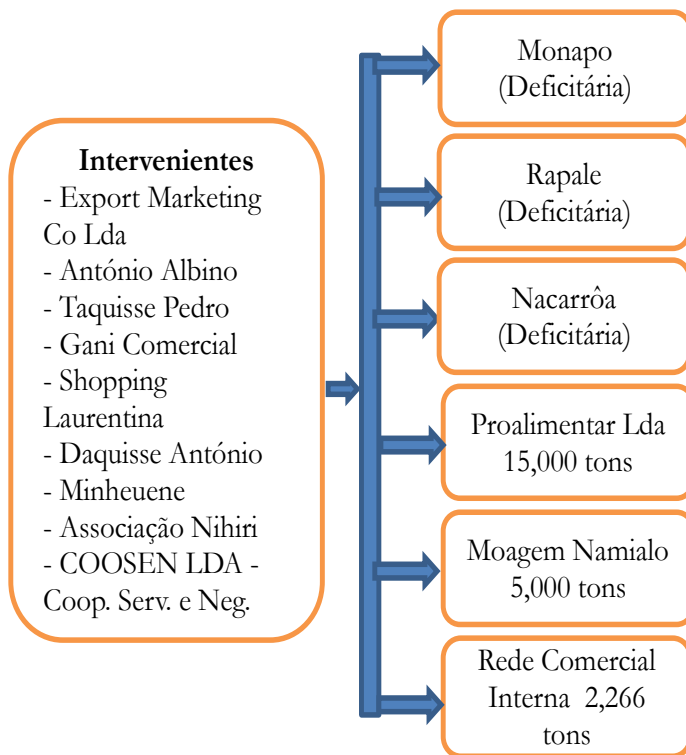 Intervenientes
- Export Marketing
Co Lda
- António Albino
- Taquisse Pedro
- Gani Comercial
- Shopping
Laurentina
- Daquisse António
- Minheuene
- Associação Nihiri
- COOSEN LDA -
Coop. Serv. e Neg.
Monapo
(Deficitária)
Rapale
(Deficitária)
Nacarrôa
(Deficitária)
Proalimentar Lda
15,000 tons
Moagem Namialo
5,000 tons
Rede Comercial
Interna 2,266
tons